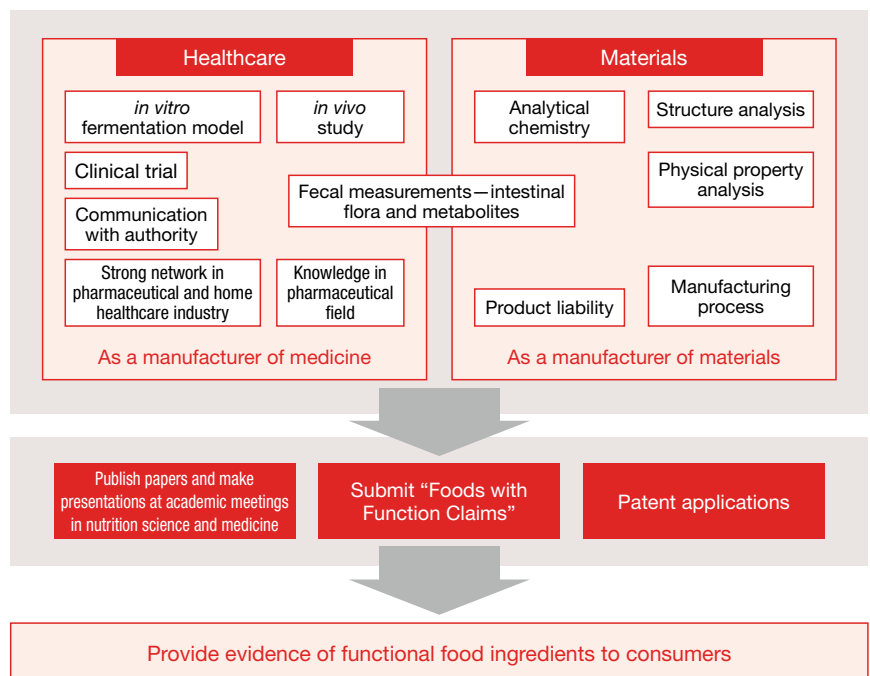 Healthcare
in vitro
fermentation model
in vivo
study
Clinical trial
Communication
with authority
Fecal measurements—intestinal
flora and metabolites
Strong network in
pharmaceutical and home
healthcare industry
Knowledge in
pharmaceutical
field
As a manufacturer of medicine
Materials
Analytical
chemistry
Structure analysis
Physical property
analysis
Product liability
Manufacturing
process
As a manufacturer of materials
Publish papers and make
presentations at academic meetings
in nutrition science and medicine
Submit “Foods with
Function Claims”
Patent applications
Provide evidence of functional food ingredients to consumers